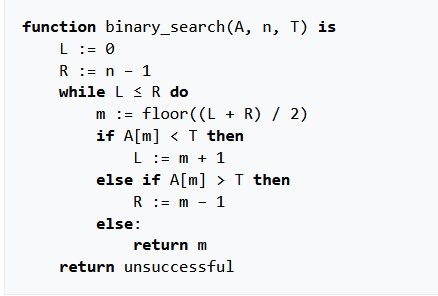 function binary_search(A, n, T) is
    L := 0
    R := n − 1
    while L ≤ R do
        m := floor((L + R) / 2)
        if A[m] < T then
            L := m + 1
        else if A[m] > T then
            R := m − 1
        else:
            return m
    return unsuccessful